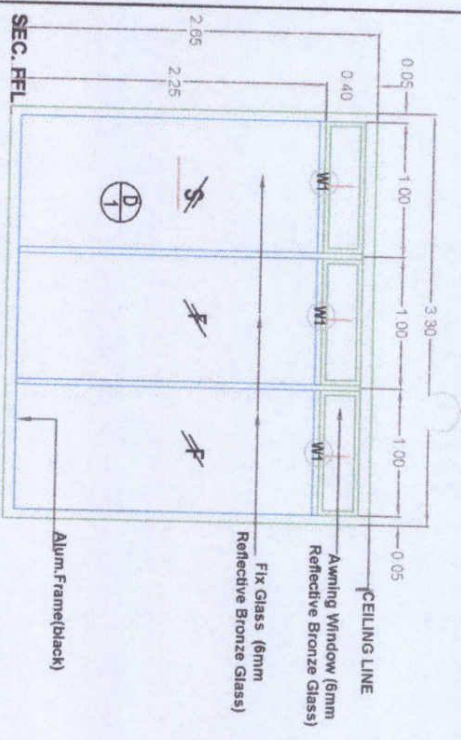 3.30
0.05
1.00
1.00
1.00
0.05
0.40
2.65
2.25
CEILING LINE
Awning Window (6mm
Reflective Bronze Glass)
W1
W1
W1
Fix Glass (6mm
Reflective Bronze Glass)
S
F
F
D
1
Alum.Frame(black)
SEC. FFL